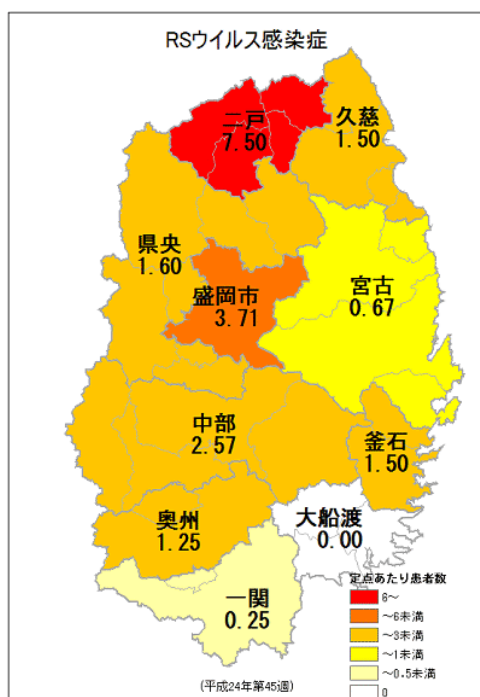 RSウイルス感染症
二戸
7.50
久慈
1.50
県央
1.60
盛岡市
3.71
宮古
0.67
中部
2.57
釜石
1.50
奥州
1.25
大船渡
0.00
一関
0.25
定点あたり患者数
6～
～6未満
～3未満
～1未満
～0.5未満
0
(平成24年第45週)